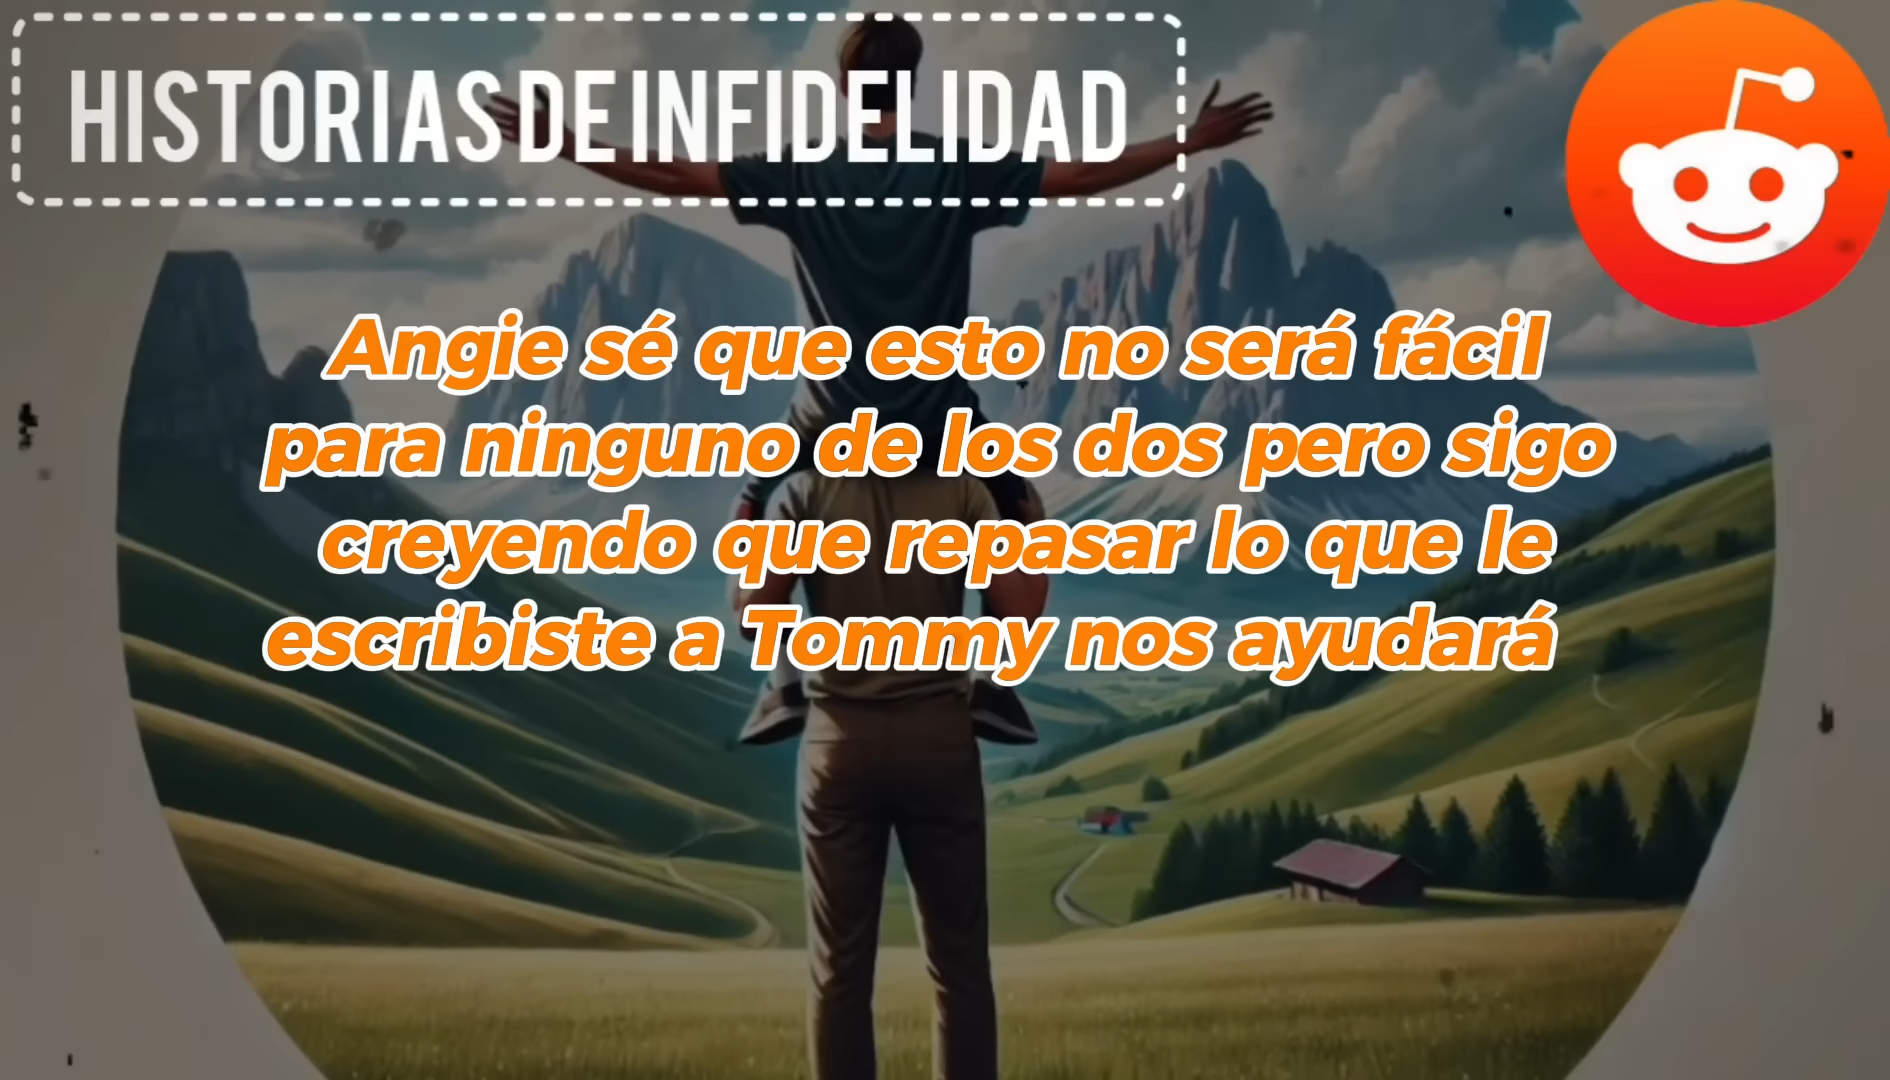 HISTORIAS DE INFIDELIDAD
Angie sé que esto no será fácil
para ninguno de los dos pero sigo
creyendo que repasar lo que le
escribiste a Tommy nos ayudará